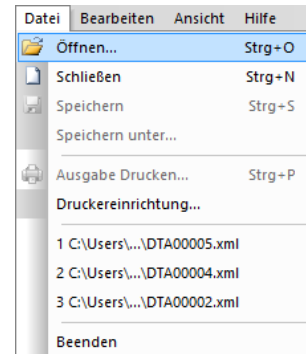 Datei Bearbeiten Ansicht Hilfe
Öffnen... Strg+O
Schließen Strg+N
Speichern Strg+S
Speichern unter...
Ausgabe Drucken... Strg+P
Druckereinrichtung...
1 C:\Users\...\DTA00005.xml
2 C:\Users\...\DTA00004.xml
3 C:\Users\...\DTA00002.xml
Beenden